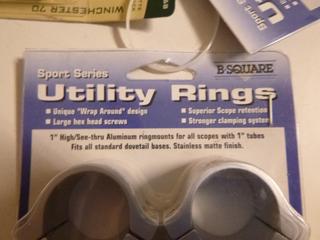 WINCHESTER 70
Sport S
U
Sport Series
B-SQUARE
Utility Rings
■ Unique "Wrap Around" design
■ Large hex head screws
■ Superior Scope retention
■ Stronger clamping system
1" High/See-thru Aluminum ringmounts for all scopes with 1" tubes
Fits all standard dovetail bases. Stainless matte finish.